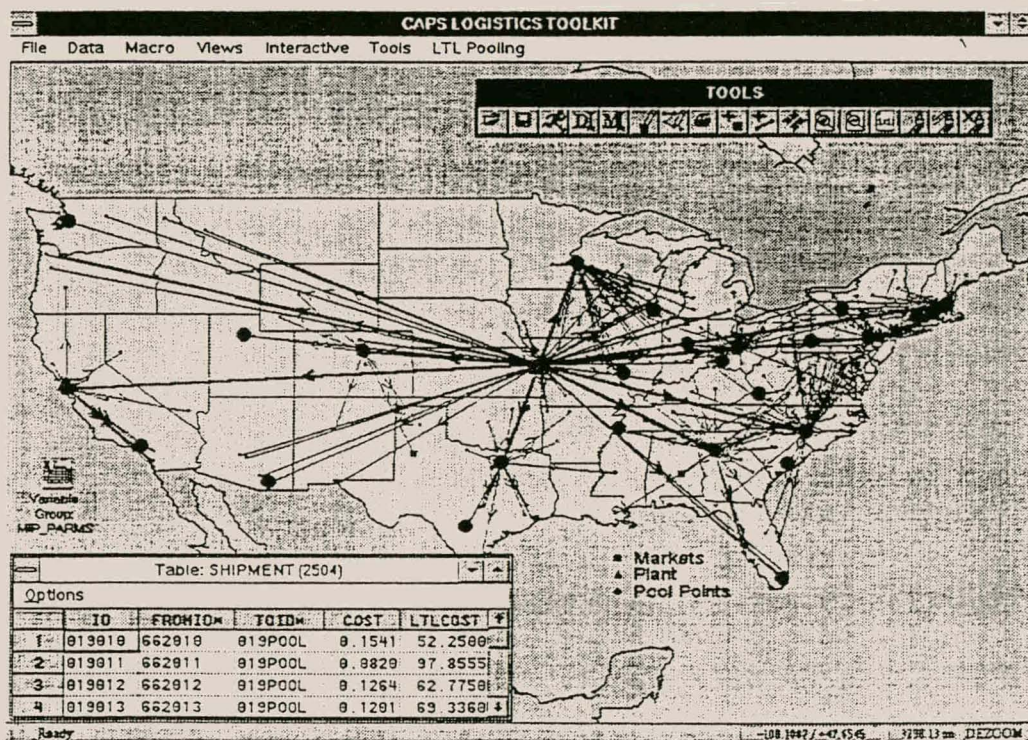 CAPS LOGISTICS TOOLKIT
File Data Macro Views Interactive Tools LTL Pooling
TOOLS
Variable
Group:
MIP_PARMS
Markets
Plant
Pool Points
Table: SHIPMENT (2504)
Options
ID FROMID* TOID* COST LTLCOST
1 019010 662010 019POOL 0.1541 52.2500
2 019011 662011 019POOL 0.0820 97.8555
3 019012 662012 019POOL 0.1264 62.7750
4 019013 662013 019POOL 0.1201 69.3360
Ready DEZOOM